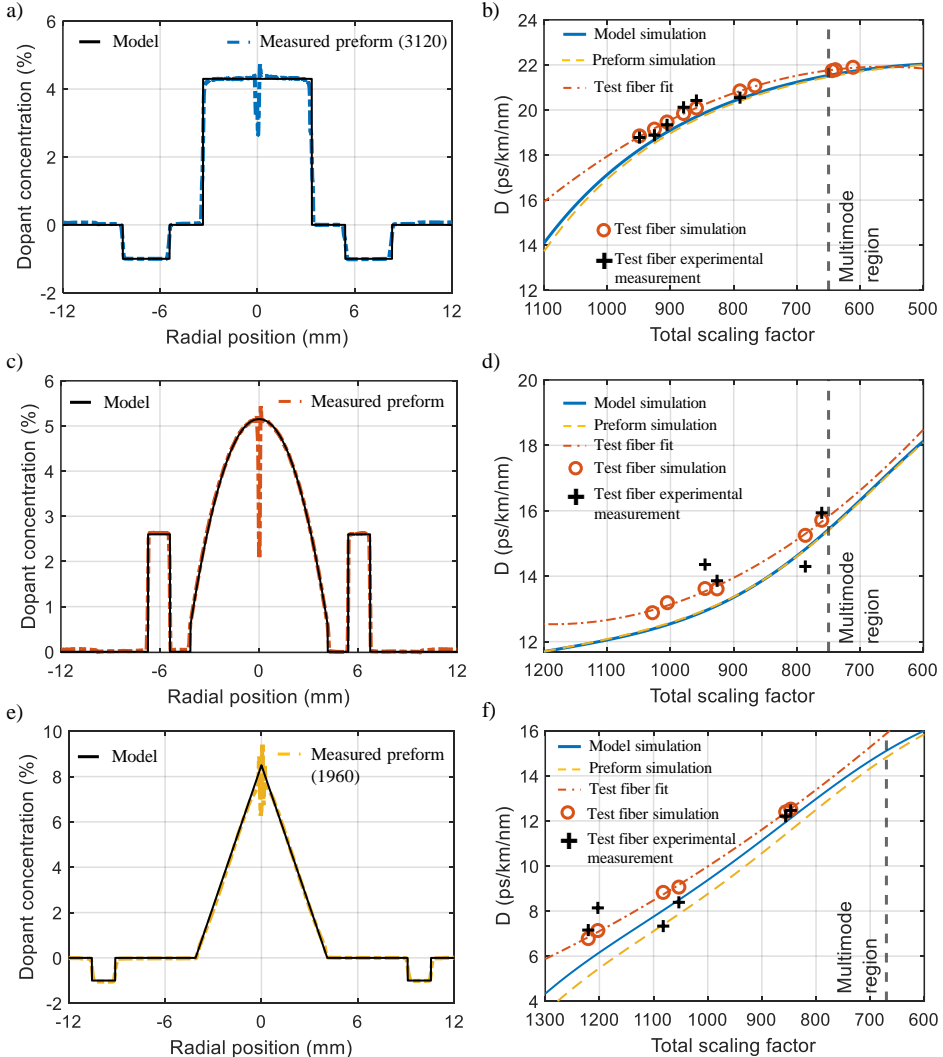 a)
Dopant concentration (%)
6
4
2
0
-2
Model
Measured preform (3120)
-12
-6
0
6
12
Radial position (mm)
b)
D (ps/km/nm)
24
22
20
18
16
14
12
Model simulation
Preform simulation
Test fiber fit
Test fiber simulation
Test fiber experimental
measurement
Multimode
region
1100
1000
900
800
700
600
500
Total scaling factor
c)
Dopant concentration (%)
6
5
4
3
2
1
0
Model
Measured preform
-12
-6
0
6
12
Radial position (mm)
d)
D (ps/km/nm)
20
18
16
14
12
Model simulation
Preform simulation
Test fiber fit
Test fiber simulation
Test fiber experimental
measurement
Multimode
region
1200
1100
1000
900
800
700
600
Total scaling factor
e)
Dopant concentration (%)
10
8
6
4
2
0
-2
Model
Measured preform
(1960)
-12
-6
0
6
12
Radial position (mm)
f)
D (ps/km/nm)
16
14
12
10
8
6
4
Model simulation
Preform simulation
Test fiber fit
Test fiber simulation
Test fiber experimental
measurement
Multimode
region
1300
1200
1100
1000
900
800
700
600
Total scaling factor